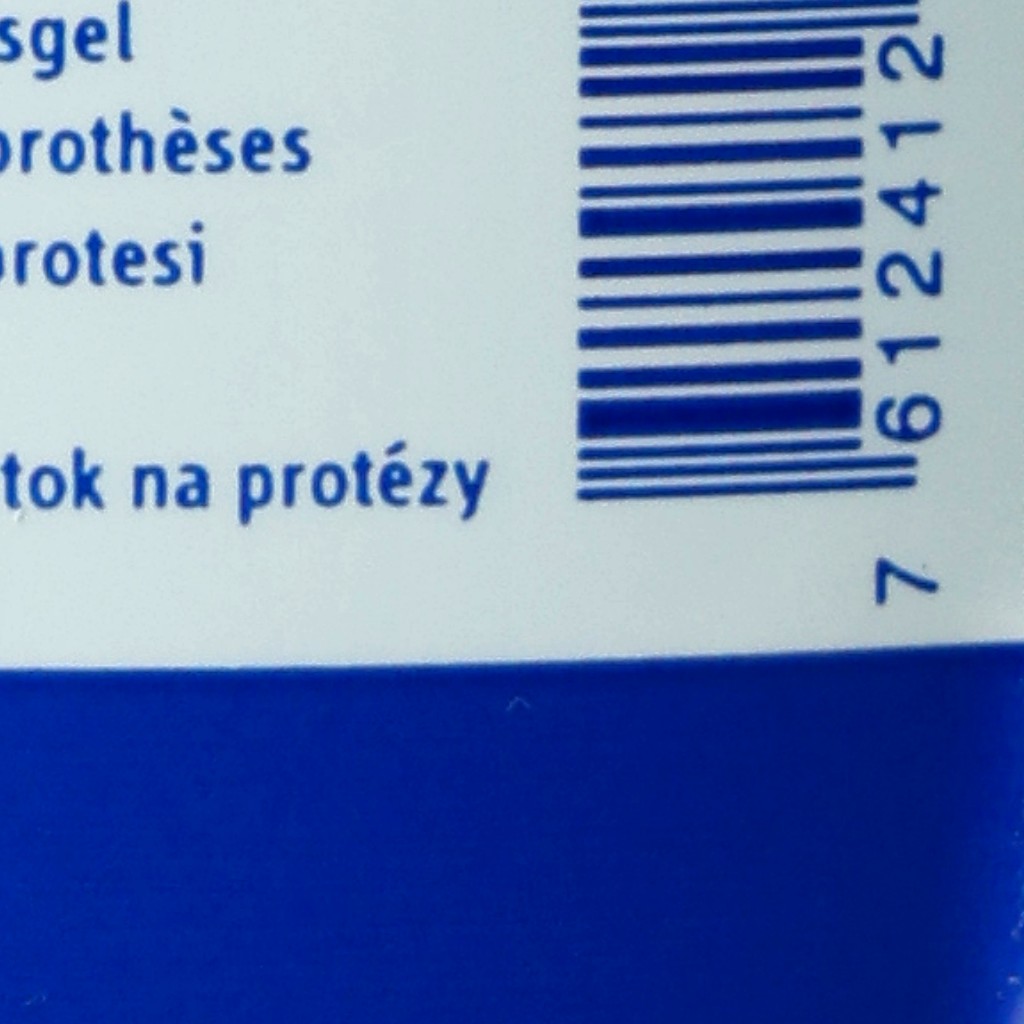 sgel
prothèses
protesi
tok na protézy
7 612412